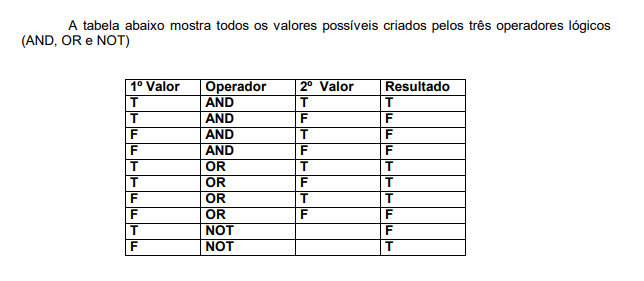 A tabela abaixo mostra todos os valores possíveis criados pelos três operadores lógicos
(AND, OR e NOT)
1º Valor Operador 2º Valor Resultado
T AND T T
T AND F F
F AND T F
F AND F F
T OR T T
T OR F T
F OR T T
F OR F F
T NOT F
F NOT T